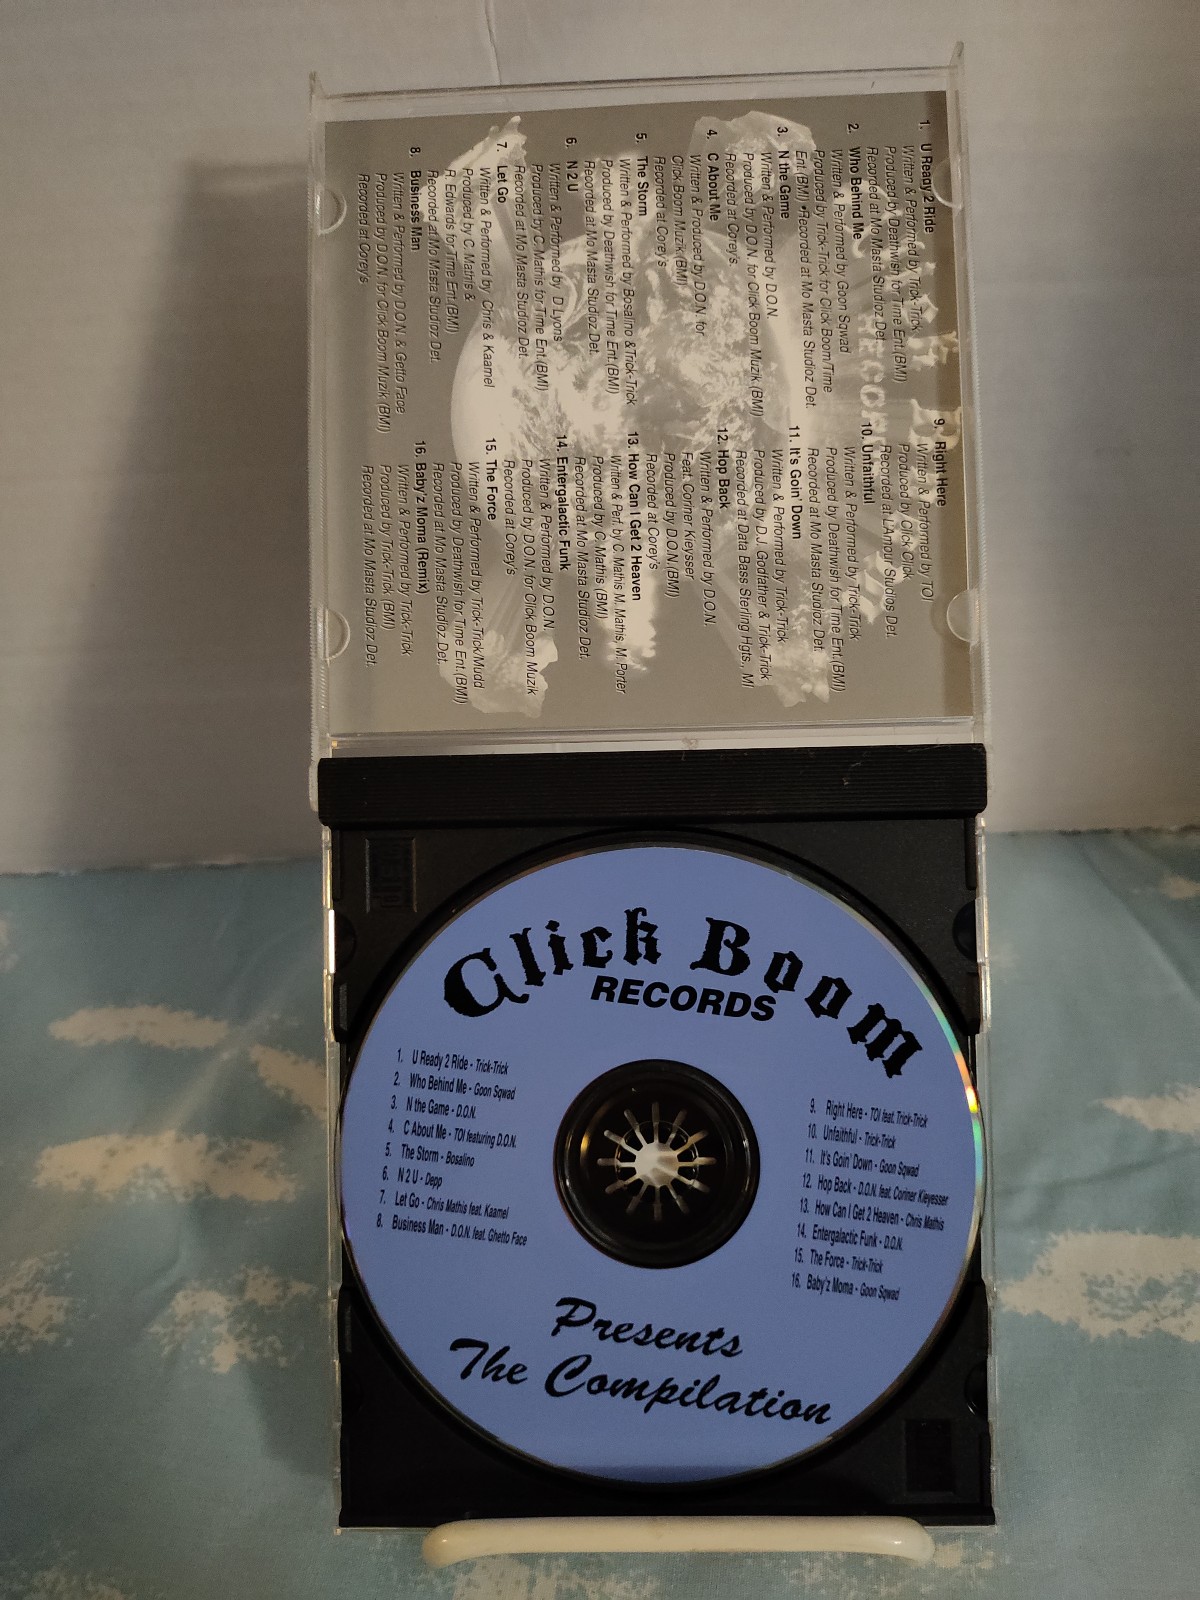 1. U Ready 2 Ride
Written & Performed by Trick-Trick
Produced by Deathwish for Time Ent.(BMI)
Recorded at Mo Masta Studioz Det.
2. Who Behind Me
Written & Performed by Goon Sqwad
Produced by Trick-Trick for Click Boom/Time
Ent.(BMI) •Recorded at Mo Masta Studioz Det.
3. N the Game
Written & Performed by D.O.N.
Produced by D.O.N. for Click Boom Muzik (BMI)
Recorded at Corey's.
4. C About Me
Written & Produced by D.O.N. for
Click Boom Muzik (BMI)
Recorded at Corey's
5. The Storm
Written & Performed by Bosalino & Trick-Trick
Produced by Deathwish for Time Ent.(BMI)
Recorded at Mo Masta Studioz Det.
6. N 2 U
Written & Performed by D Lyons
Produced by C. Mathis for Time Ent.(BMI)
Recorded at Mo Masta Studioz Det.
7. Let Go
Written & Performed by Chris & Kaamel
Produced by C. Mathis &
R. Edwards for Time Ent.(BMI)
Recorded at Mo Masta Studioz Det.
8. Business Man
Written & Performed by D.O.N. & Getto Face
Produced by D.O.N. for Click Boom Muzik (BMI)
Recorded at Corey's
9. Right Here
Written & Performed by TOI
Produced by Click Click
Recorded at L'Amour Studios Det.
10. Unfaithful
Written & Performed by Trick-Trick
Produced by Deathwish for Time Ent.(BMI)
Recorded at Mo Masta Studioz Det.
11. It's Goin' Down
Written & Performed by Trick-Trick
Produced by D.J. Godfather & Trick-Trick
Recorded at Data Bass Sterling Hgts., MI
12. Hop Back
Written & Performed by D.O.N.
Feat. Corner Kleysser
Produced by D.O.N.(BMI)
Recorded at Corey's
13. How Can I Get 2 Heaven
Written & Perf. by C. Mathis M. Mathis, M. Porter
Produced by C. Mathis (BMI)
Recorded at Mo Masta Studioz Det.
14. Entergalactic Funk
Written & Performed by D.O.N.
Produced by D.O.N. for Click Boom Muzik
Recorded at Corey's
15. The Force
Written & Performed by Trick-Trick/Mudd
Produced by Deathwish for Time Ent.(BMI)
Recorded at Mo Masta Studioz Det.
16. Baby'z Moma (Remix)
Written & Performed by Trick-Trick
Produced by Trick-Trick (BMI)
Recorded at Mo Masta Studioz Det.
Click Boom
RECORDS
1. U Ready 2 Ride - Trick-Trick
2. Who Behind Me - Goon Sqwad
3. N the Game - D.O.N.
4. C About Me - TOI featuring D.O.N.
5. The Storm - Bosalino
6. N 2 U - Depp
7. Let Go - Chris Mathis feat. Kaamel
8. Business Man - D.O.N. feat. Ghetto Face
9. Right Here - TOI feat. Trick-Trick
10. Unfaithful - Trick-Trick
11. It's Goin' Down - Goon Sqwad
12. Hop Back - D.O.N. feat. Corner Kleyesser
13. How Can I Get 2 Heaven - Chris Mathis
14. Entergalactic Funk - D.O.N.
15. The Force - Trick-Trick
16. Baby'z Moma - Goon Sqwad
Presents
The Compilation